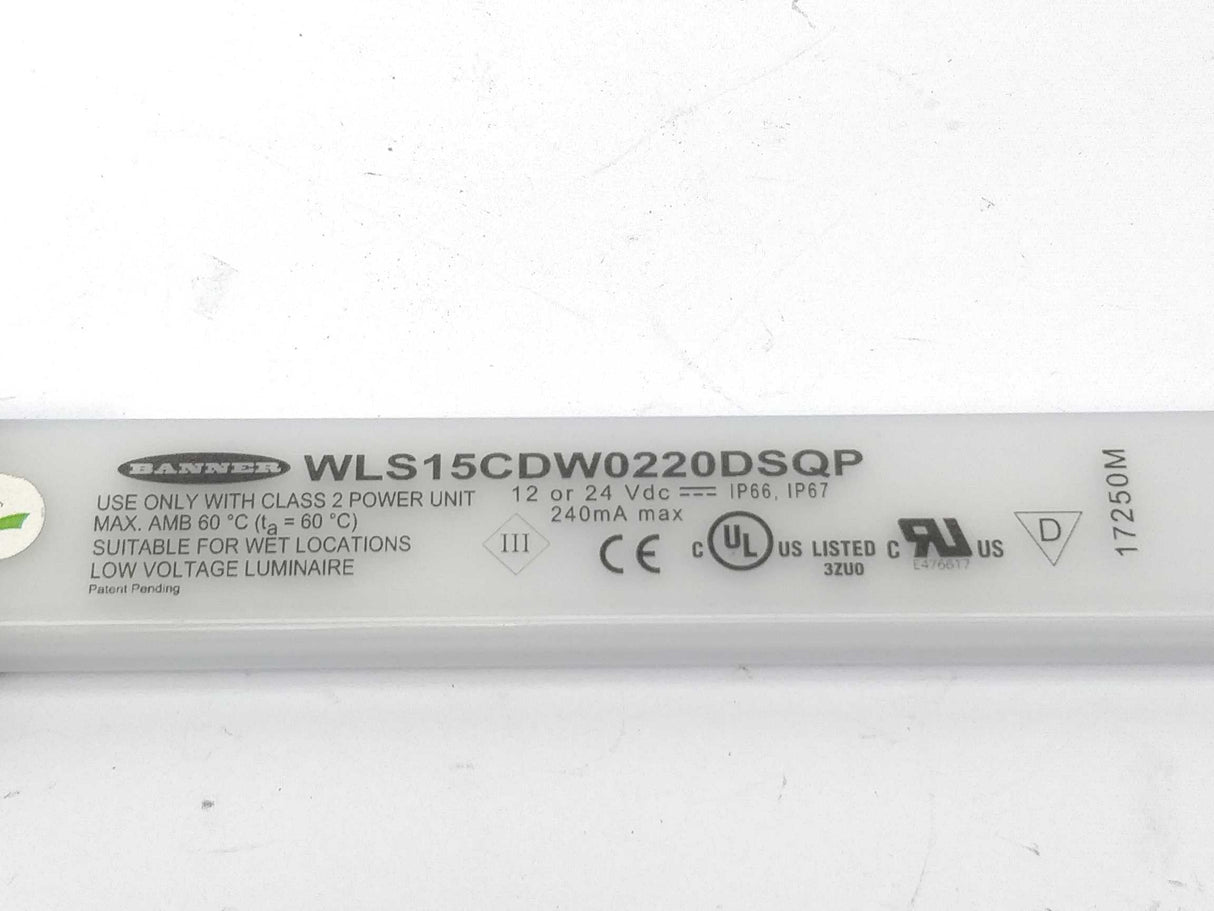 BANNER WLS15CDW0220DSQP
USE ONLY WITH CLASS 2 POWER UNIT
MAX. AMB 60 °C (ta = 60 °C)
SUITABLE FOR WET LOCATIONS
LOW VOLTAGE LUMINAIRE
Patent Pending
12 or 24 Vdc IP66, IP67
240mA max
III
CE
C UL US LISTED
3ZU0
C RU US
E476617
D
17250M